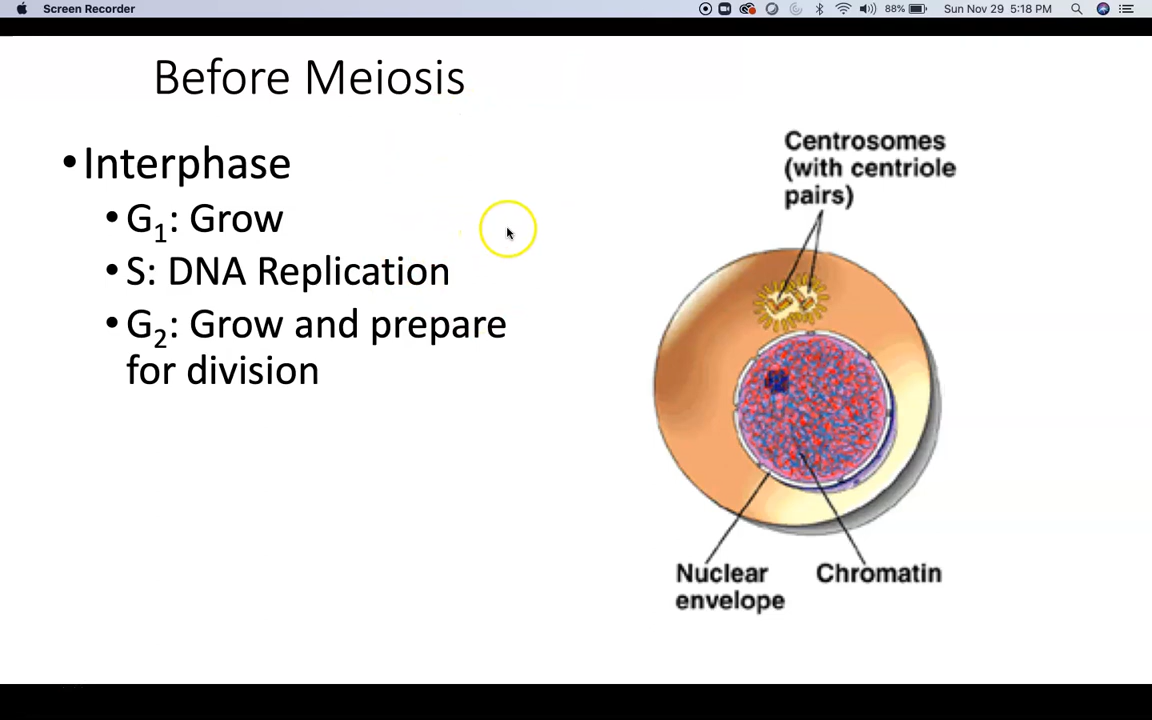 Screen Recorder
88%
Sun Nov 29 5:18 PM
Before Meiosis
•Interphase
•G₁: Grow
•S: DNA Replication
•G₂: Grow and prepare
for division
Centrosomes
(with centriole
pairs)
Nuclear
envelope
Chromatin